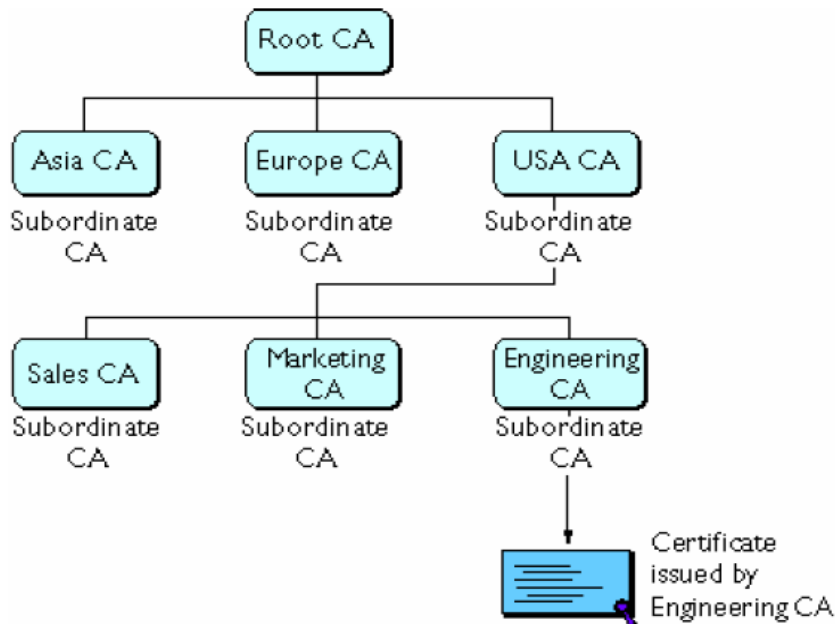 Root CA
Asia CA
Europe CA
USA CA
Subordinate
CA
Subordinate
CA
Subordinate
CA
Sales CA
Marketing
CA
Engineering
CA
Subordinate
CA
Subordinate
CA
Subordinate
CA
Certificate
issued by
Engineering CA